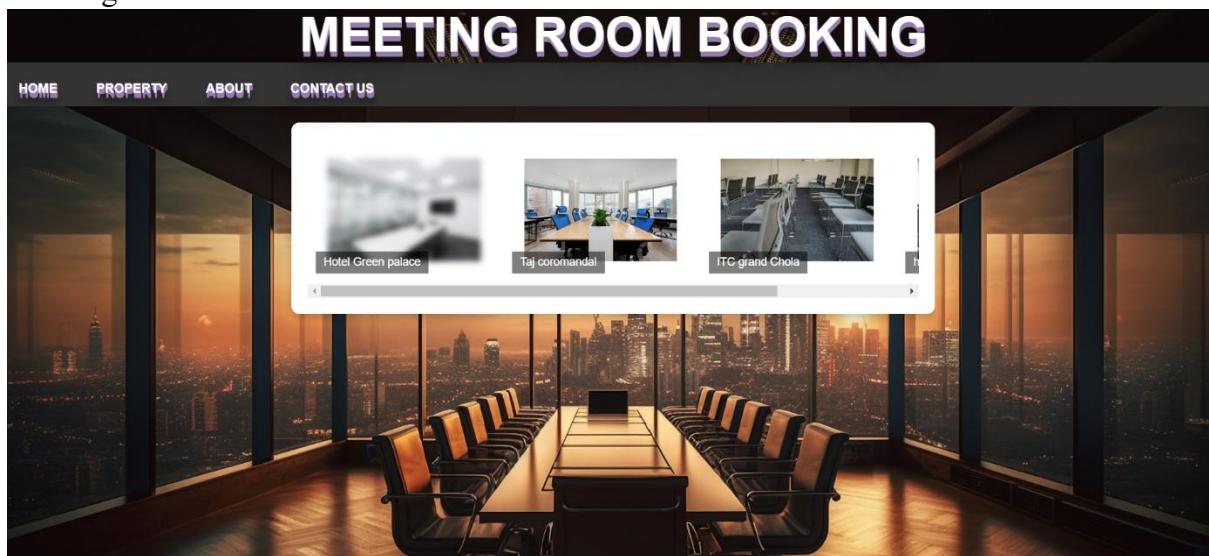 MEETING ROOM BOOKING
HOME PROPERTY ABOUT CONTACT US
Hotel Green palace Taj coromandal ITC grand Chola h